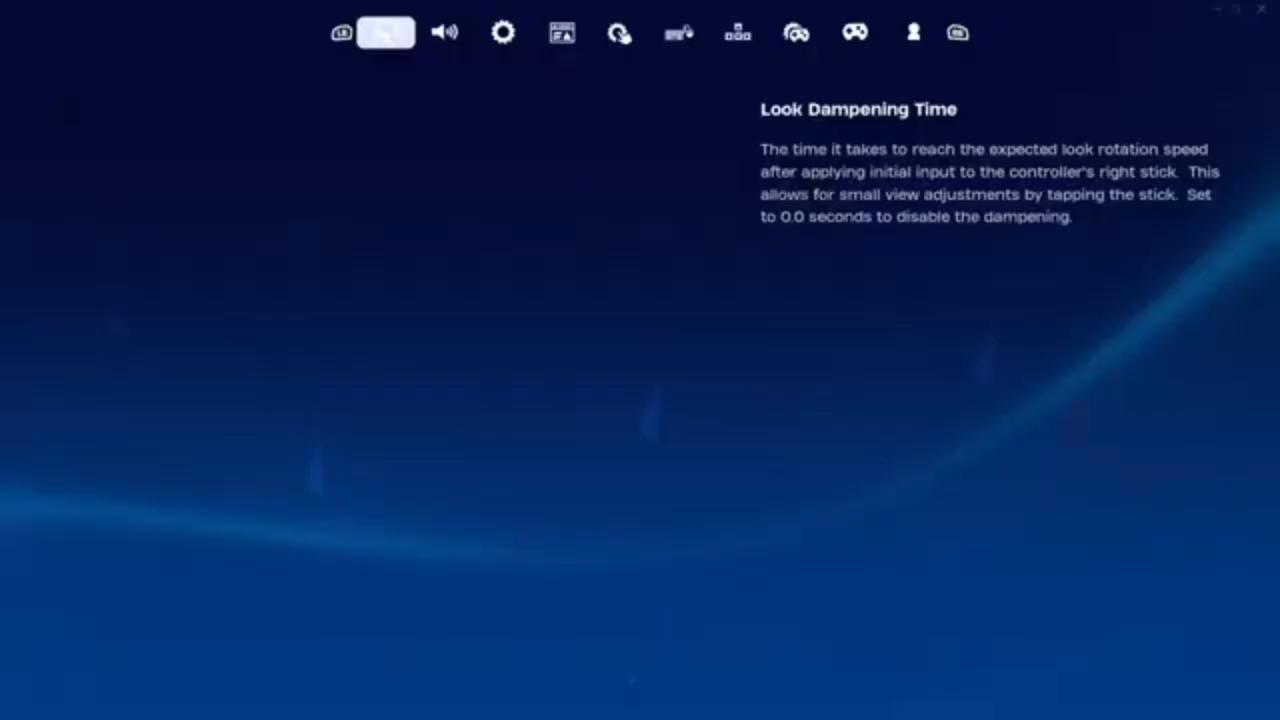 LB
RB
Look Dampening Time
The time it takes to reach the expected look rotation speed
after applying initial input to the controller's right stick. This
allows for small view adjustments by tapping the stick. Set
to 0.0 seconds to disable the dampening.